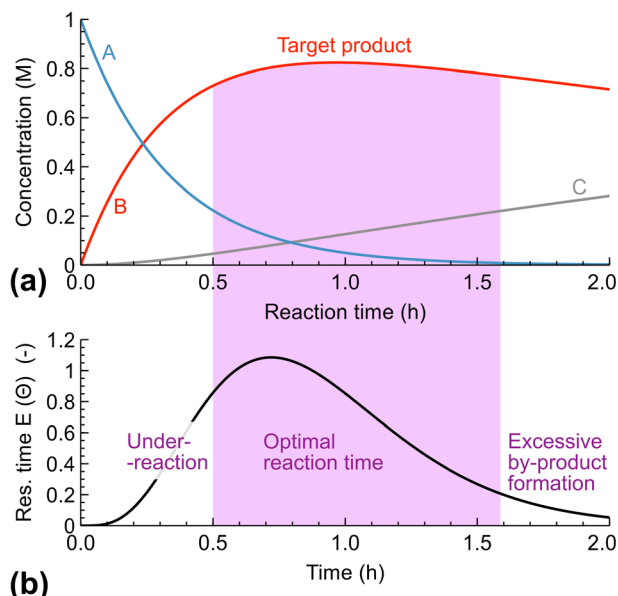 A
Target product
Concentration (M)
1.0
0.8
0.6
0.4
0.2
0
B
C
0.0
0.5
1.0
1.5
2.0
(a)
Reaction time (h)
Res. time E (Θ) (-)
1.2
1
0.8
0.6
0.4
0.2
0
Under-
-reaction
Optimal
reaction time
Excessive
by-product
formation
0.0
0.5
1.0
1.5
2.0
Time (h)
(b)